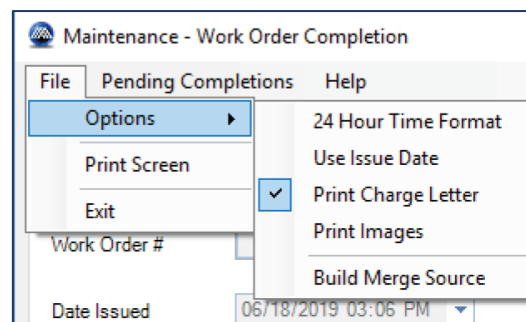 Maintenance - Work Order Completion
File Pending Completions Help
Options
Print Screen
Exit
24 Hour Time Format
Use Issue Date
Print Charge Letter
Print Images
Build Merge Source
Work Order #
Date Issued 06/18/2019 03:06 PM